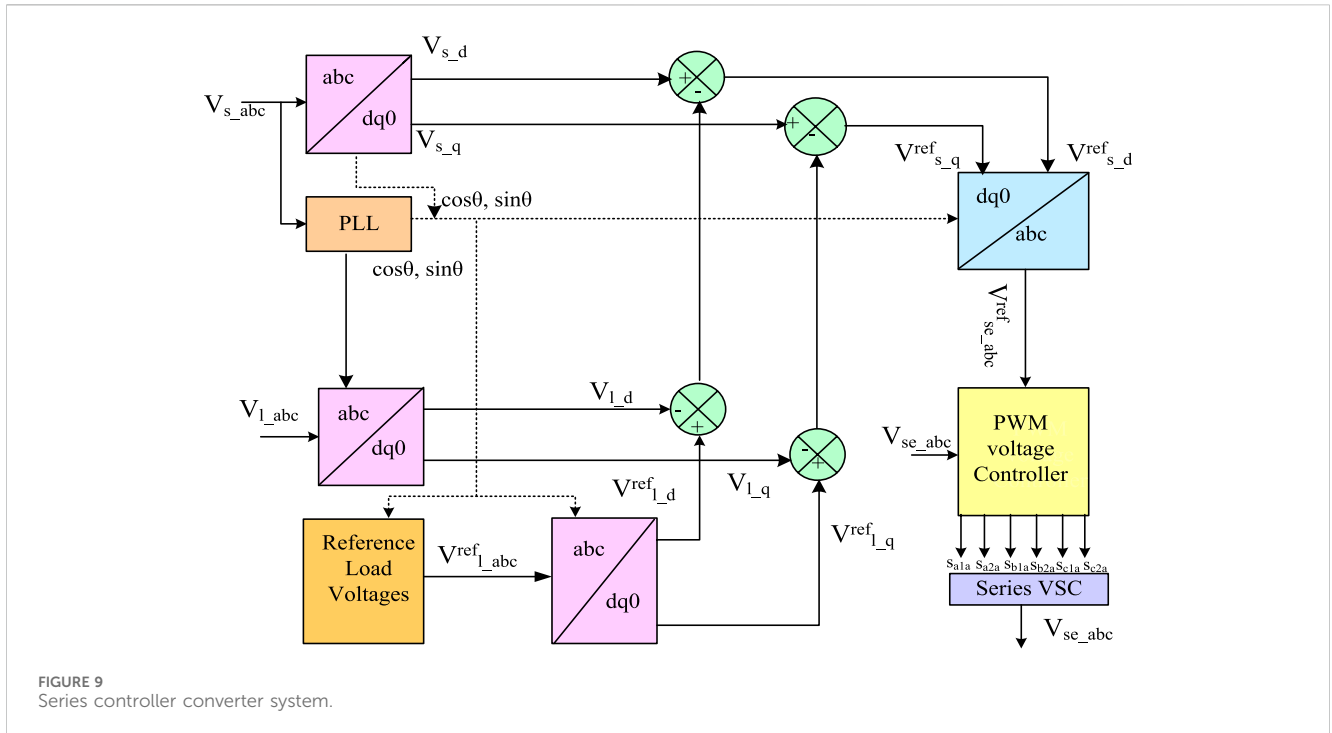 V_s_abc
abc
dq0
V_s_d
V_s_q
+
-
+
-
V^ref_s_q
V^ref_s_d
dq0
abc
PLL
cosθ, sinθ
cosθ, sinθ
V^ref_se_abc
V_l_abc
abc
dq0
V_l_d
V_l_q
-
+
-
+
V_se_abc
PWM
voltage
Controller
Reference
Load
Voltages
V^ref_l_abc
abc
dq0
V^ref_l_d
V^ref_l_q
s_a1a s_a2a s_b1a s_b2a s_c1a s_c2a
Series VSC
V_se_abc
FIGURE 9
Series controller converter system.